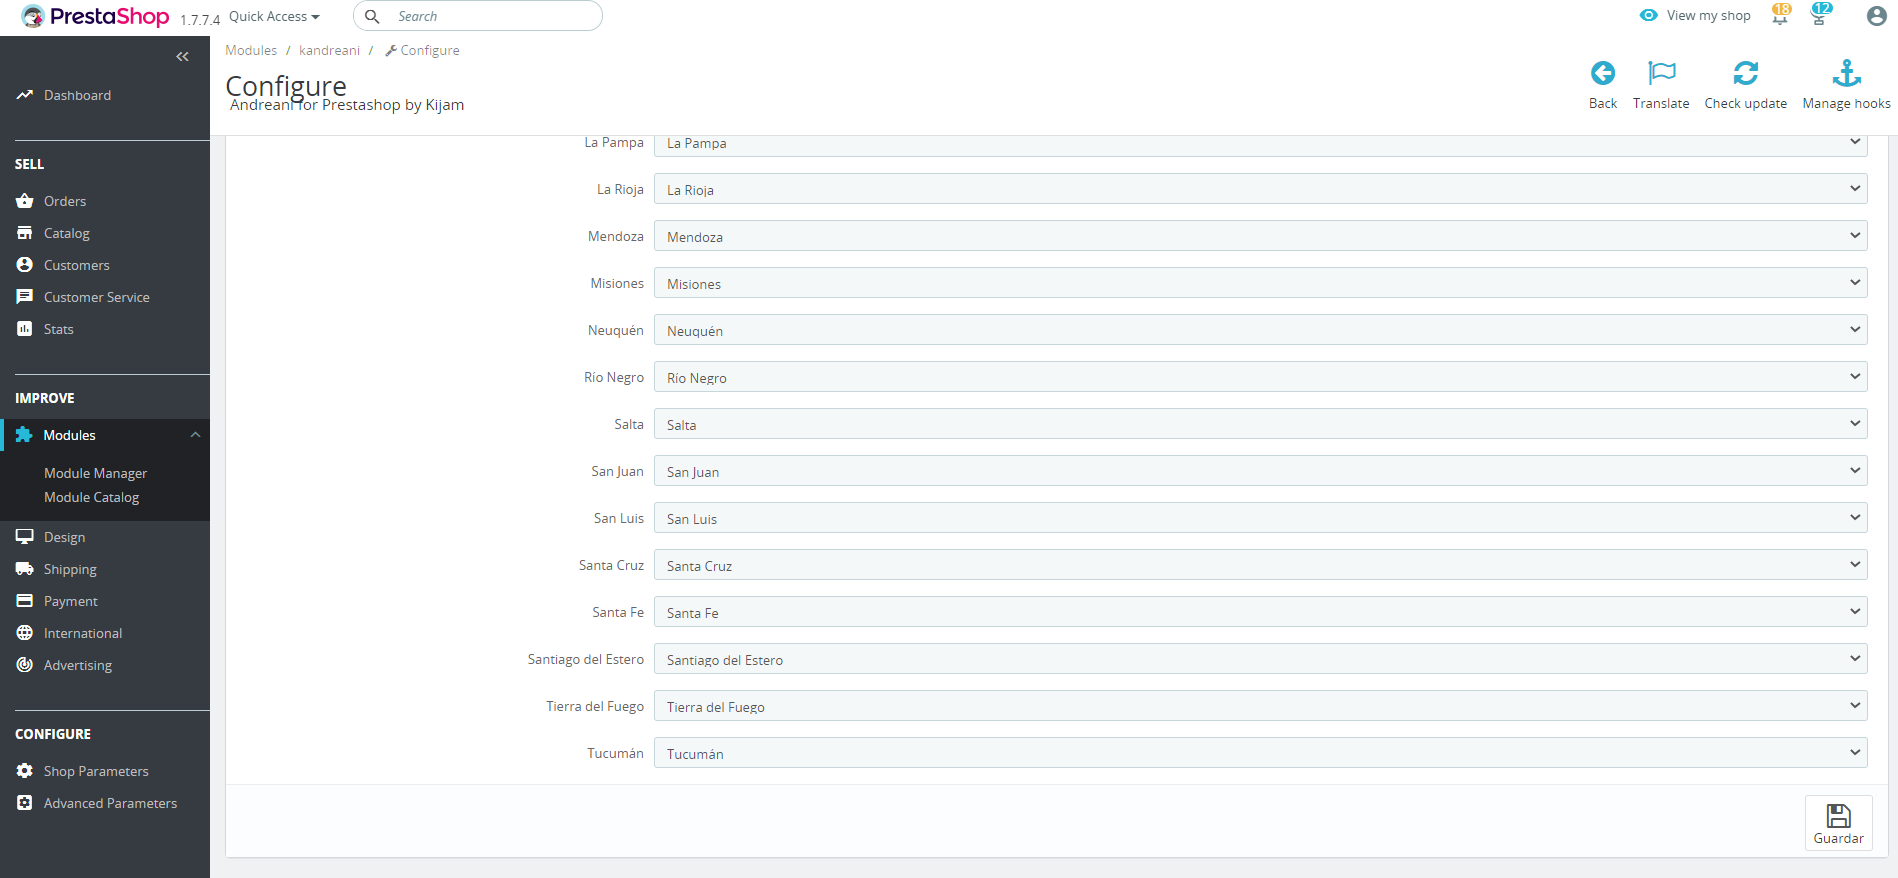 PrestaShop 1.7.7.4 Quick Access Search View my shop 18 12
Modules / kandreani / Configure
Configure
Andreani for Prestashop by Kijam
Back Translate Check update Manage hooks
Dashboard
SELL
Orders
Catalog
Customers
Customer Service
Stats
IMPROVE
Modules
Module Manager
Module Catalog
Design
Shipping
Payment
International
Advertising
CONFIGURE
Shop Parameters
Advanced Parameters
La Pampa La Pampa
La Rioja La Rioja
Mendoza Mendoza
Misiones Misiones
Neuquén Neuquén
Río Negro Río Negro
Salta Salta
San Juan San Juan
San Luis San Luis
Santa Cruz Santa Cruz
Santa Fe Santa Fe
Santiago del Estero Santiago del Estero
Tierra del Fuego Tierra del Fuego
Tucumán Tucumán
Guardar